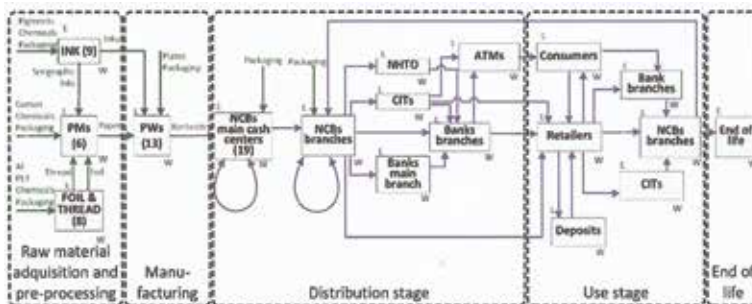 Pigments
Chemicals
Packaging
E
INK (9)
Inks
W
Plates
Packaging
Serigraphic
Inks
Cotton
Chemicals
Packaging
E
PMs
(6)
Paper
W
E
PWs
(13)
Banknotes
W
Thread
Foil
Al
PET
Chemicals
Packaging
E
FOIL &
THREAD
(8)
W
Packaging
Packaging
E
NCBs
main cash
centers
(19)
W
E
NCBs
branches
W
E
NHTO
W
E
CITs
W
E
Banks main
branch
W
E
ATMs
W
E
Banks
branches
W
E
Consumers
W
E
Retailers
W
E
Deposits
W
E
Bank
branches
W
E
NCBs
branches
W
E
CITs
W
E
End of
life
W
Raw material
adquisition and
pre-processing
Manu-
facturing
Distribution stage
Use stage
End of
life